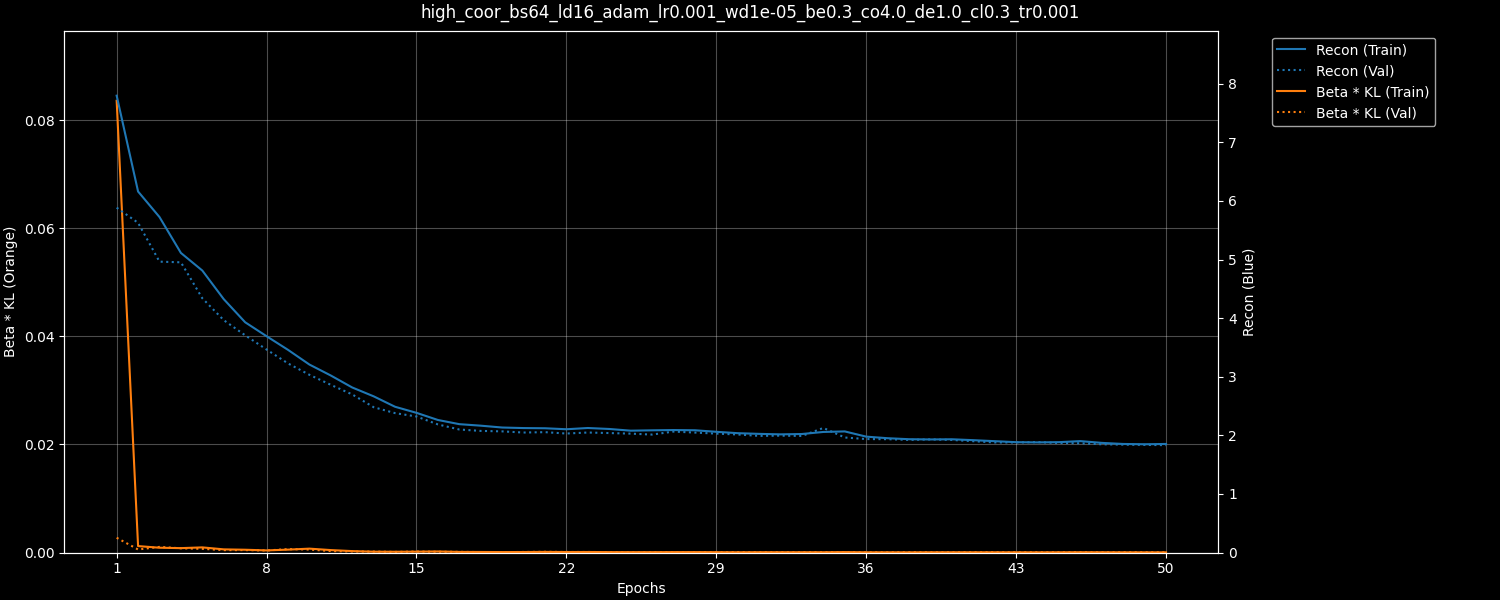 high_coor_bs64_ld16_adam_lr0.001_wd1e-05_be0.3_co4.0_de1.0_cl0.3_tr0.001
Recon (Train)
Recon (Val)
Beta * KL (Train)
Beta * KL (Val)
Beta * KL (Orange)
0.08
0.06
0.04
0.02
0.00
8
7
6
5
4
3
2
1
0
Recon (Blue)
1
8
15
22
29
36
43
50
Epochs